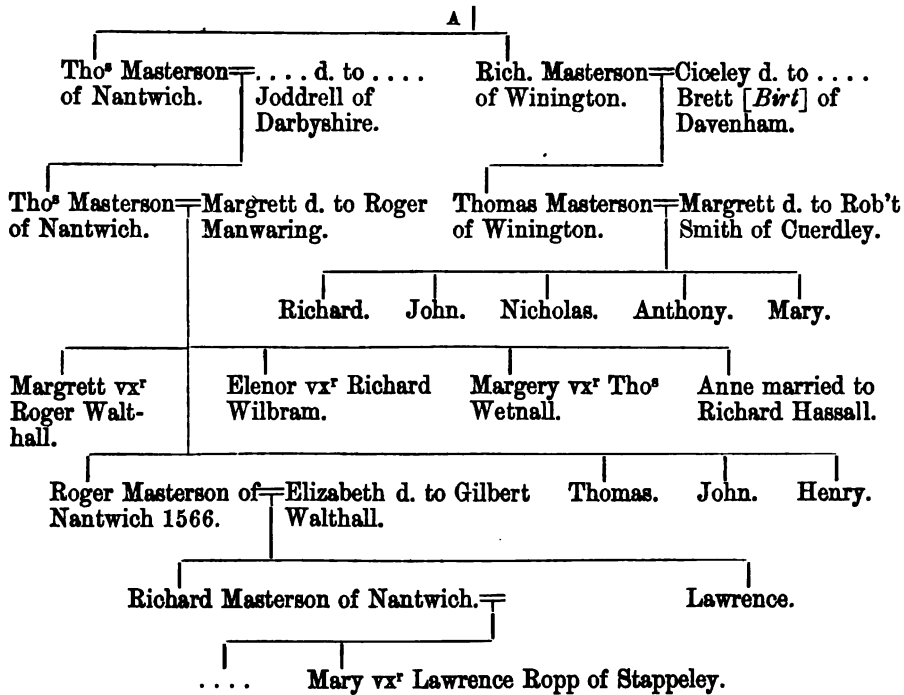 A
Thoˢ Masterson=.... d. to ....
of Nantwich. Joddrell of
Darbyshire.
Rich. Masterson=Ciceley d. to ....
of Winington. Brett [Birt] of
Davenham.
Thoˢ Masterson=Margrett d. to Roger
of Nantwich. Manwaring.
Thomas Masterson=Margrett d. to Rob't
of Winington. Smith of Cuerdley.
Richard. John. Nicholas. Anthony. Mary.
Margrett vxʳ
Roger Walt-
hall.
Elenor vxʳ Richard
Wilbram.
Margery vxʳ Thoˢ
Wetnall.
Anne married to
Richard Hassall.
Roger Masterson of=Elizabeth d. to Gilbert
Nantwich 1566. Walthall.
Thomas. John. Henry.
Richard Masterson of Nantwich.= Lawrence.
.... Mary vxʳ Lawrence Ropp of Stappeley.